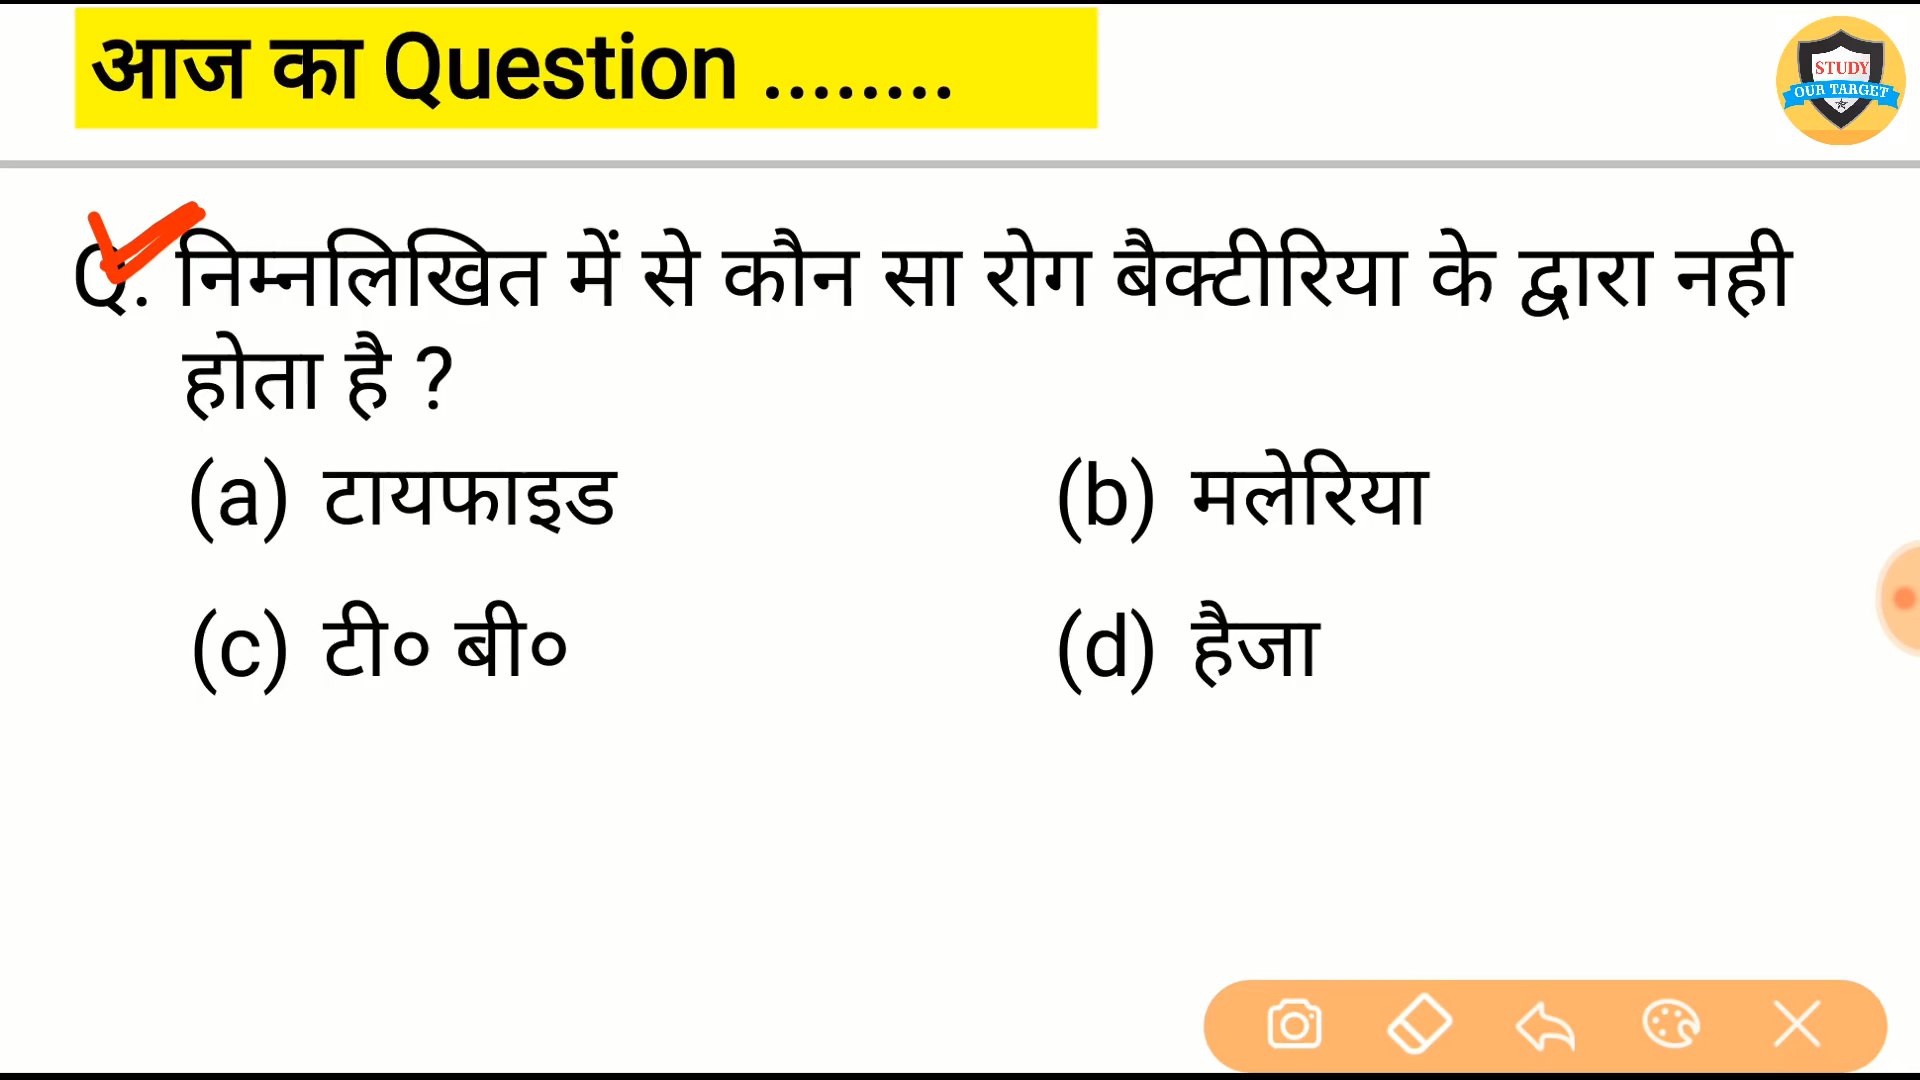 आज का Question ........
STUDY
OUR TARGET
Q. निम्नलिखित में से कौन सा रोग बैक्टीरिया के द्वारा नही
होता है ?
(a) टायफाइड (b) मलेरिया
(c) टी० बी० (d) हैजा